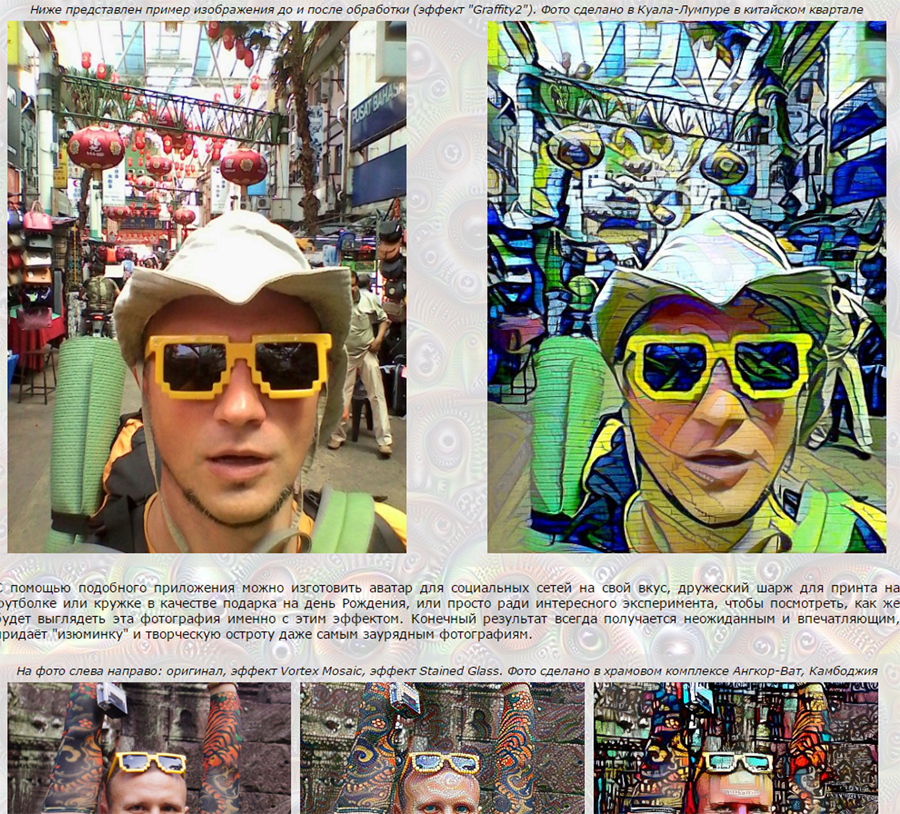 Ниже представлен пример изображения до и после обработки (эффект "Graffity2"). Фото сделано в Куала-Лумпуре в китайском квартале
PUSAT BAHASA
С помощью подобного приложения можно изготовить аватар для социальных сетей на свой вкус, дружеский шарж для принта на
футболке или кружке в качестве подарка на день Рождения, или просто ради интересного эксперимента, чтобы посмотреть, как же
будет выглядеть эта фотография именно с этим эффектом. Конечный результат всегда получается неожиданным и впечатляющим,
придаёт "изюминку" и творческую остроту даже самым заурядным фотографиям.
На фото слева направо: оригинал, эффект Vortex Mosaic, эффект Stained Glass. Фото сделано в храмовом комплексе Ангкор-Ват, Камбоджия